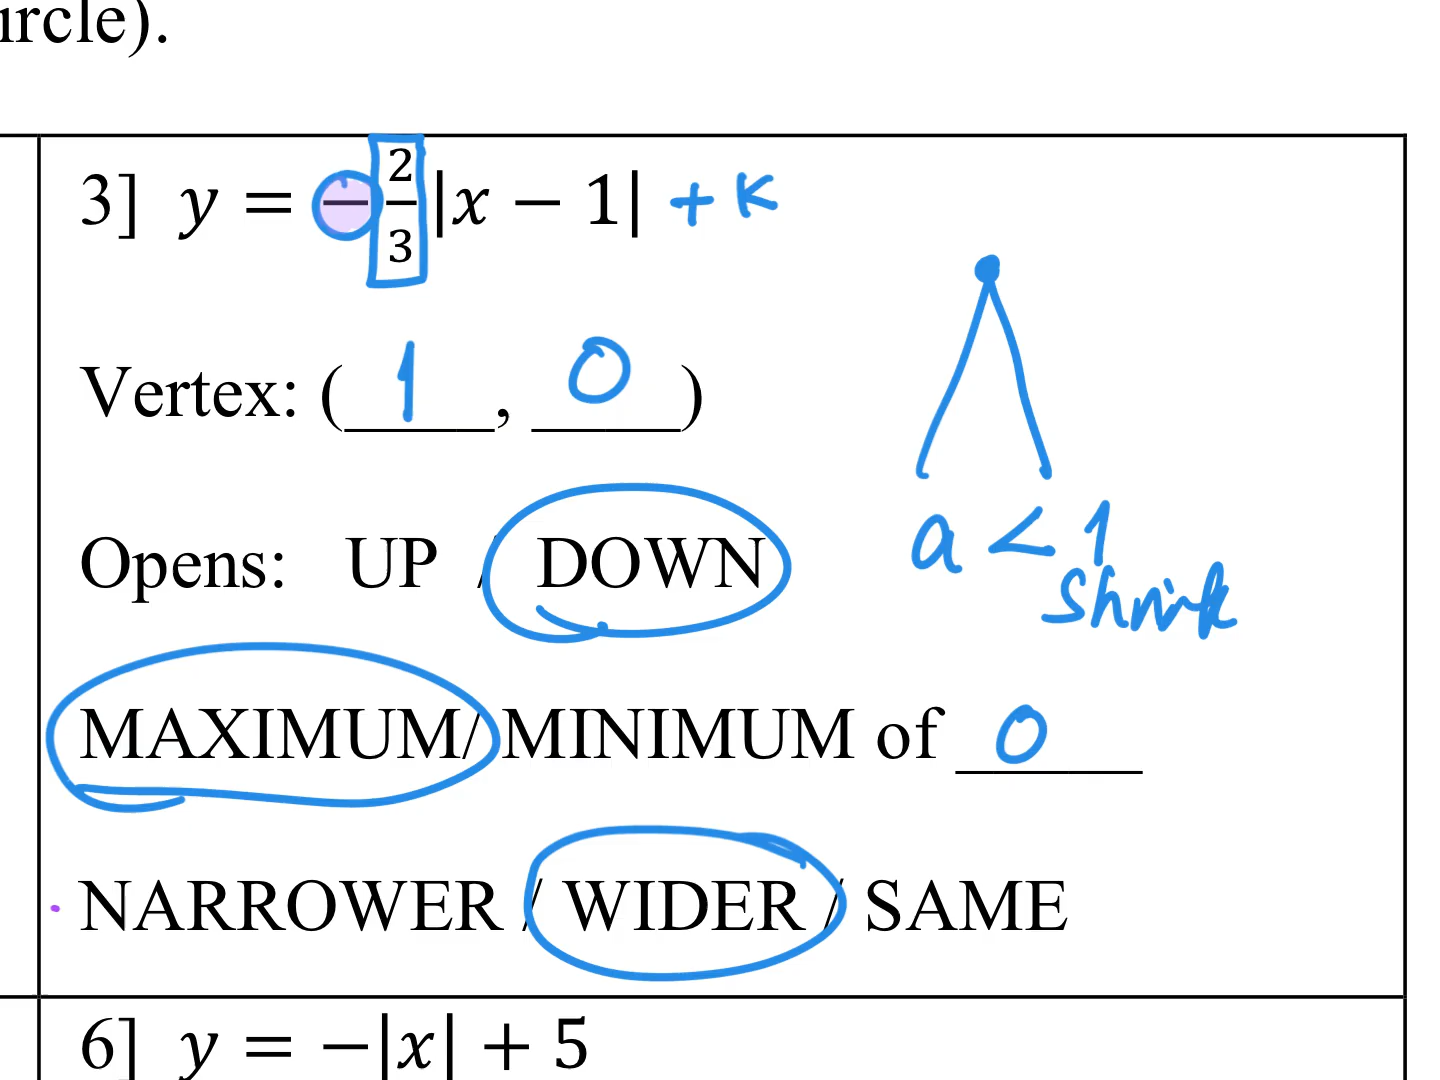 ircle).
3] y = − 2/3 |x − 1| + K
Vertex: ( 1 , 0 )
Opens: UP / DOWN
a < 1
shrink
MAXIMUM/ MINIMUM of 0
NARROWER / WIDER / SAME
6] y = −|x| + 5